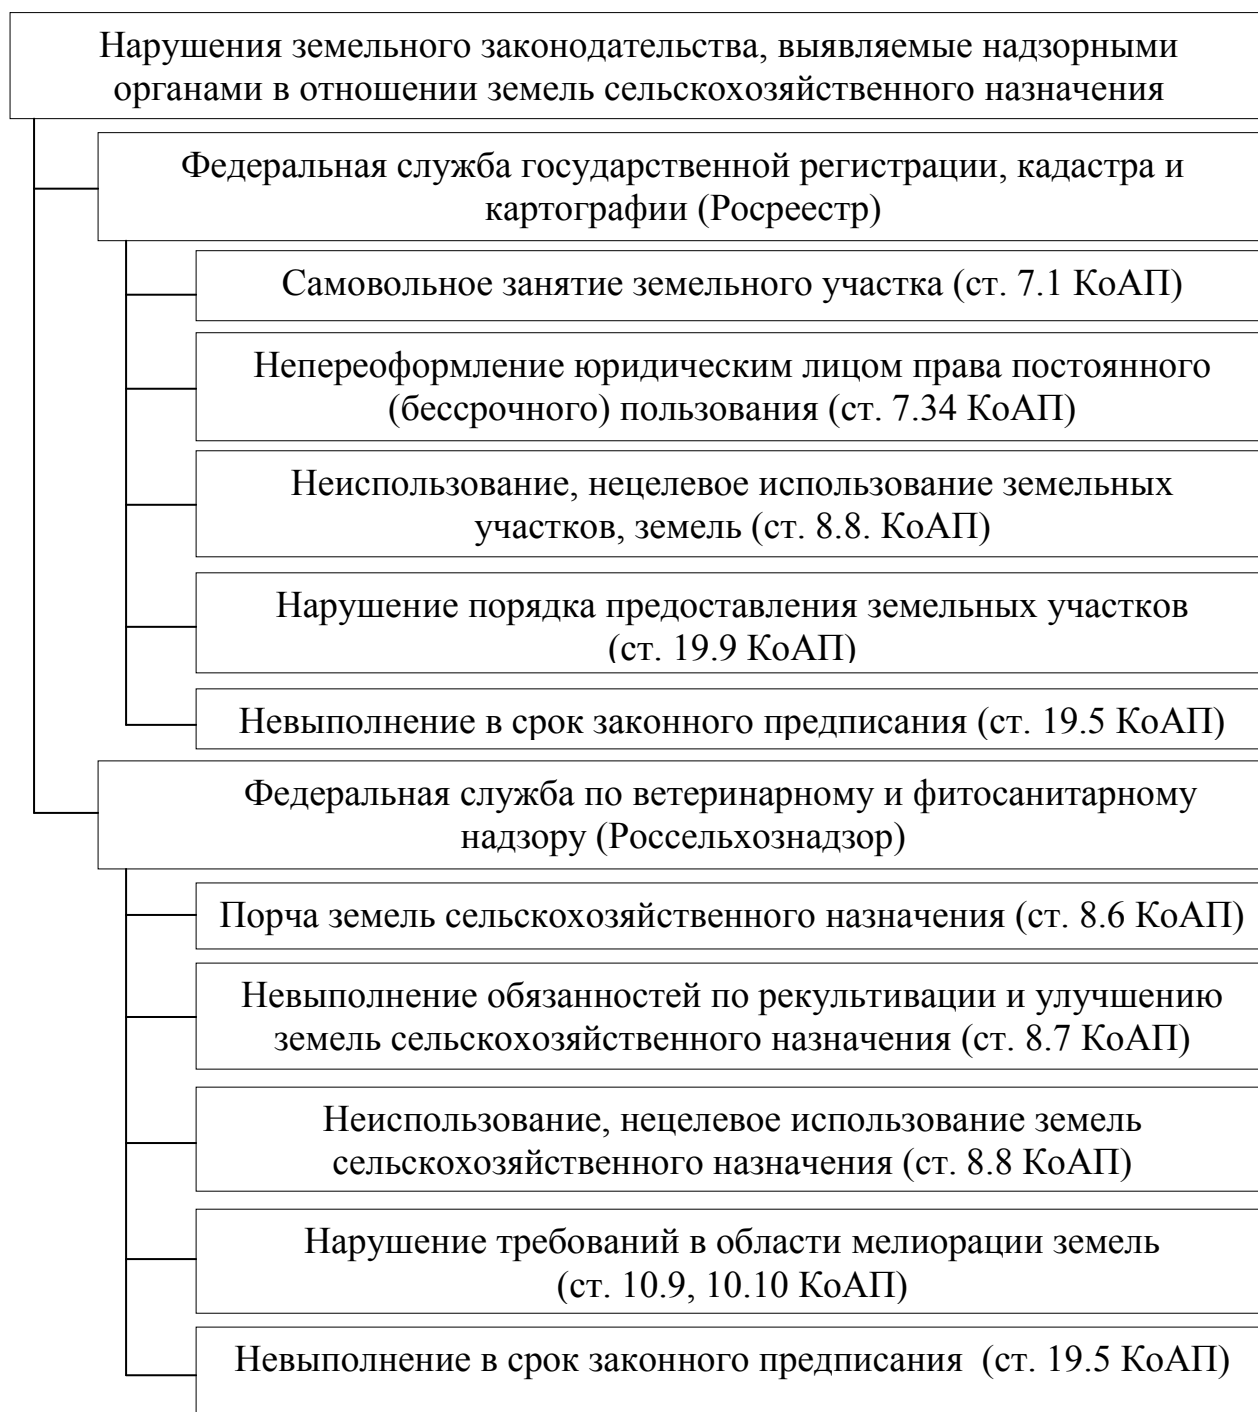 Нарушения земельного законодательства, выявляемые надзорными
органами в отношении земель сельскохозяйственного назначения
Федеральная служба государственной регистрации, кадастра и
картографии (Росреестр)
Самовольное занятие земельного участка (ст. 7.1 КоАП)
Непереоформление юридическим лицом права постоянного
(бессрочного) пользования (ст. 7.34 КоАП)
Неиспользование, нецелевое использование земельных
участков, земель (ст. 8.8. КоАП)
Нарушение порядка предоставления земельных участков
(ст. 19.9 КоАП)
Невыполнение в срок законного предписания (ст. 19.5 КоАП)
Федеральная служба по ветеринарному и фитосанитарному
надзору (Россельхознадзор)
Порча земель сельскохозяйственного назначения (ст. 8.6 КоАП)
Невыполнение обязанностей по рекультивации и улучшению
земель сельскохозяйственного назначения (ст. 8.7 КоАП)
Неиспользование, нецелевое использование земель
сельскохозяйственного назначения (ст. 8.8 КоАП)
Нарушение требований в области мелиорации земель
(ст. 10.9, 10.10 КоАП)
Невыполнение в срок законного предписания (ст. 19.5 КоАП)